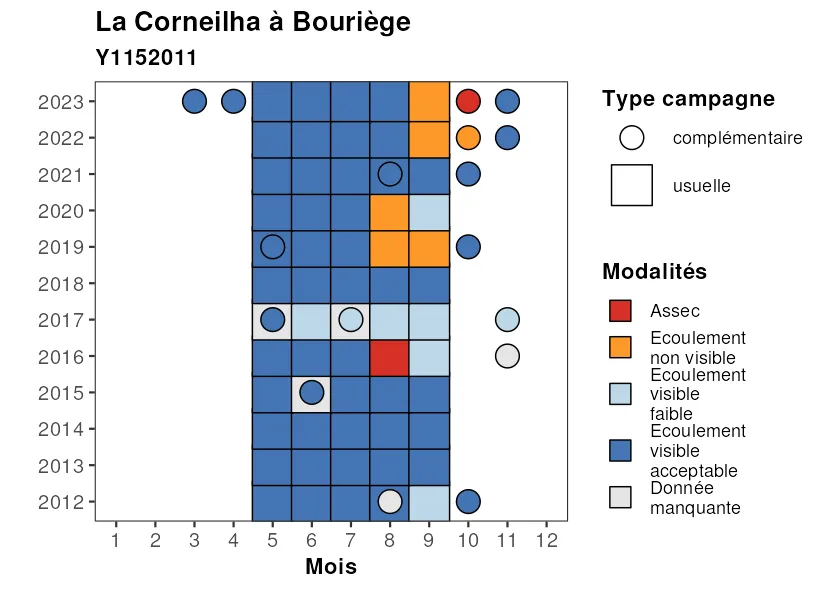 La Corneilha à Bouriège
Y1152011
2023
2022
2021
2020
2019
2018
2017
2016
2015
2014
2013
2012
1 2 3 4 5 6 7 8 9 10 11 12
Mois
Type campagne
complémentaire
usuelle
Modalités
Assec
Ecoulement
non visible
Ecoulement
visible
faible
Ecoulement
visible
acceptable
Donnée
manquante